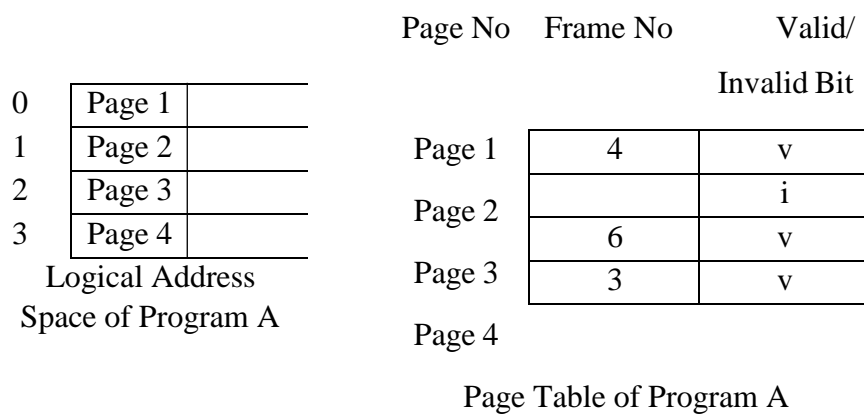 Page No Frame No Valid/
Invalid Bit
0 Page 1
1 Page 2
2 Page 3
3 Page 4
Logical Address
Space of Program A
Page 1 4 v
Page 2 i
Page 3 6 v
Page 4 3 v
Page Table of Program A